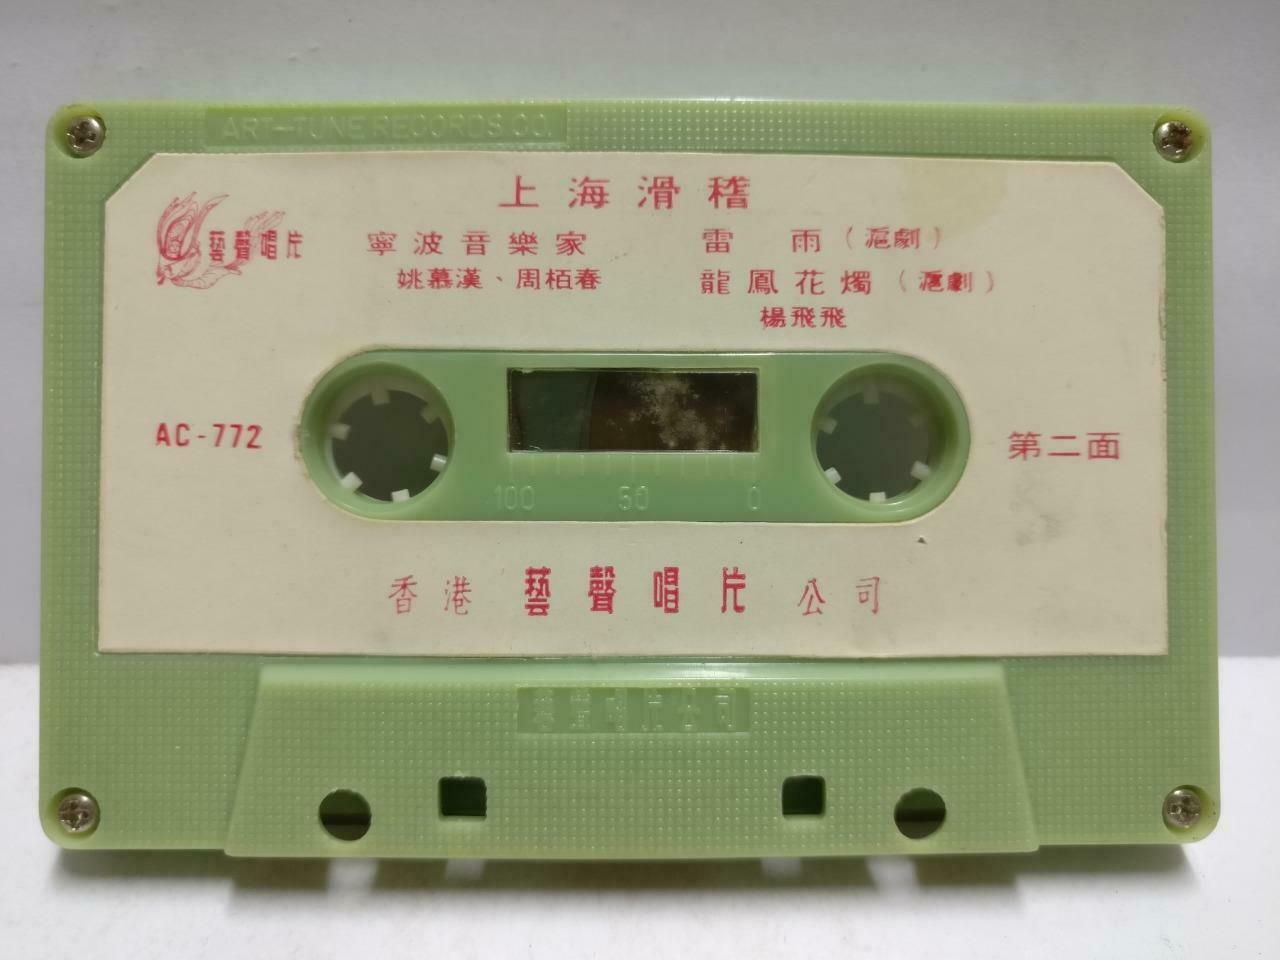 ART-TUNE RECORDS CO.
上海滑稽
藝聲唱片
寧波音樂家
姚慕漢、周栢春
雷雨(滬劇)
龍鳳花燭(滬劇)
楊飛飛
AC-772
第二面
100 50 0
香港藝聲唱片公司
藝聲唱片公司